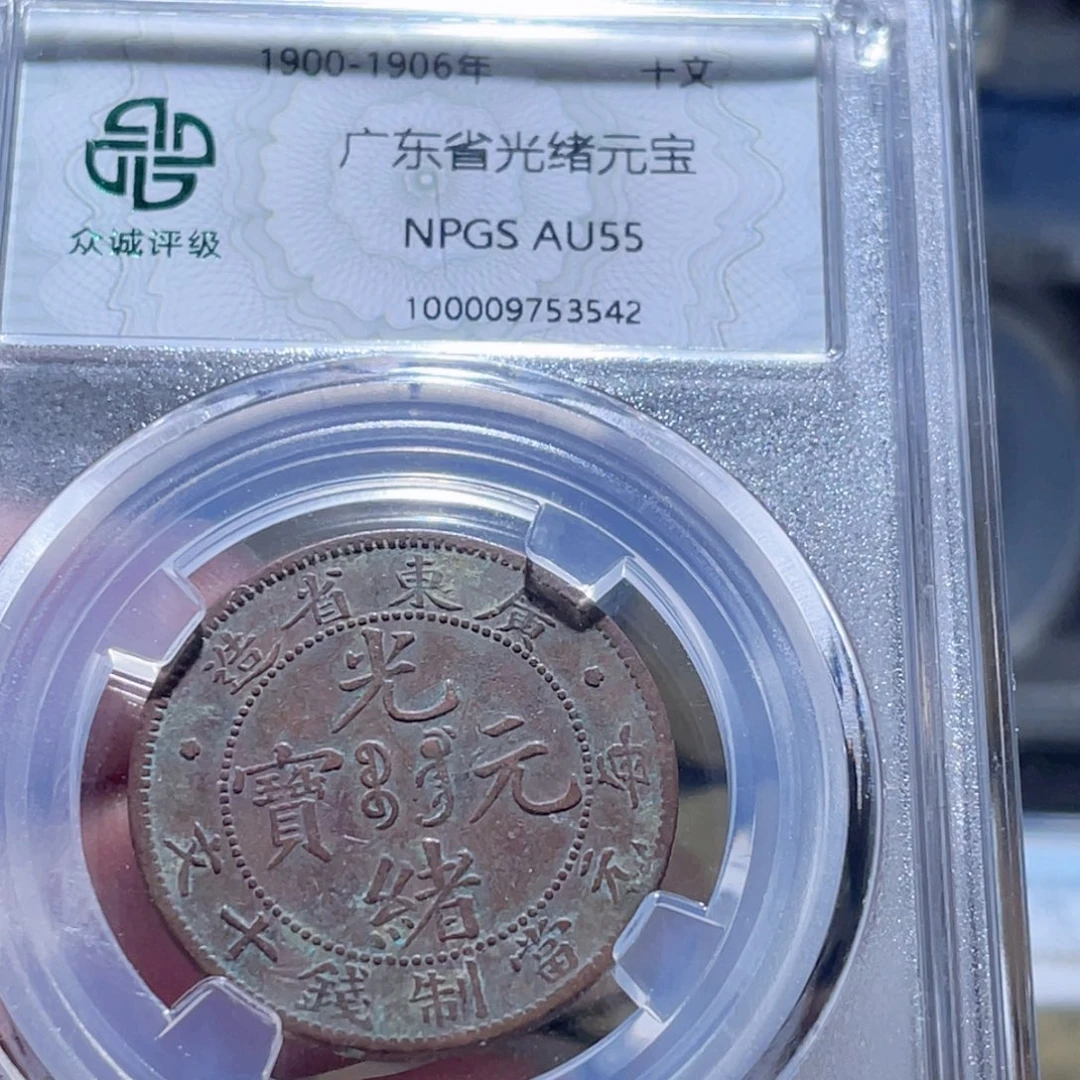 1900-1906年 十文
广东省光绪元宝
NPGS AU55
100009753542
众诚评级
廣東省造
光緒元寶
每元當制錢十文